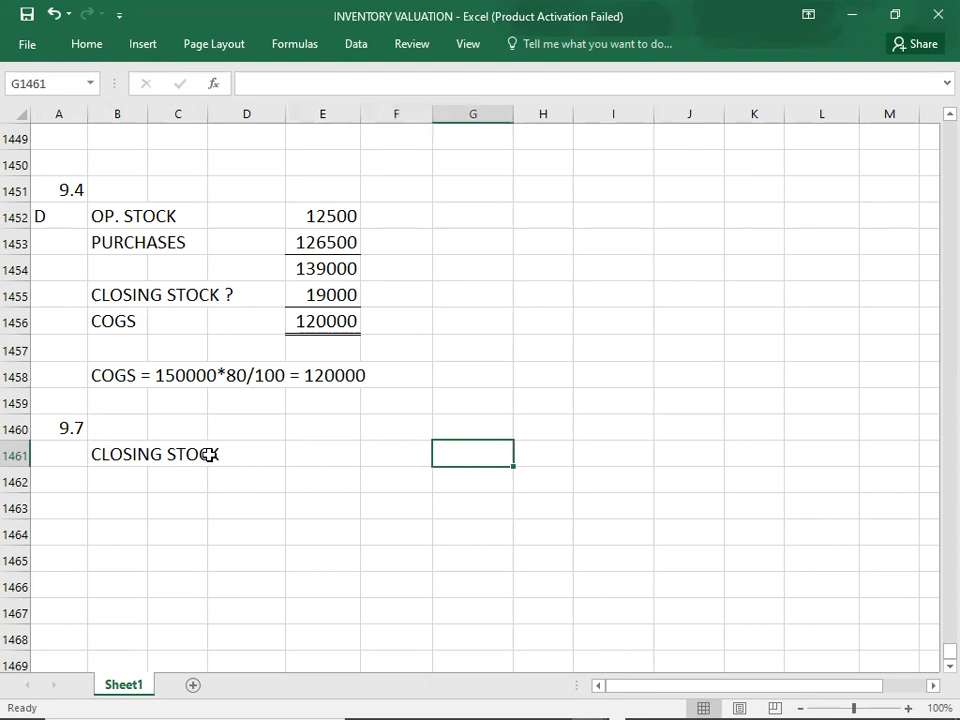 INVENTORY VALUATION - Excel (Product Activation Failed)
File Home Insert Page Layout Formulas Data Review View Tell me what you want to do... Share
G1461 fx
A B C D E F G H I J K L M
1449
1450
1451 9.4
1452 D OP. STOCK 12500
1453 PURCHASES 126500
1454 139000
1455 CLOSING STOCK ? 19000
1456 COGS 120000
1457
1458 COGS = 150000*80/100 = 120000
1459
1460 9.7
1461 CLOSING STOCK
1462
1463
1464
1465
1466
1467
1468
1469
Sheet1
Ready 100%